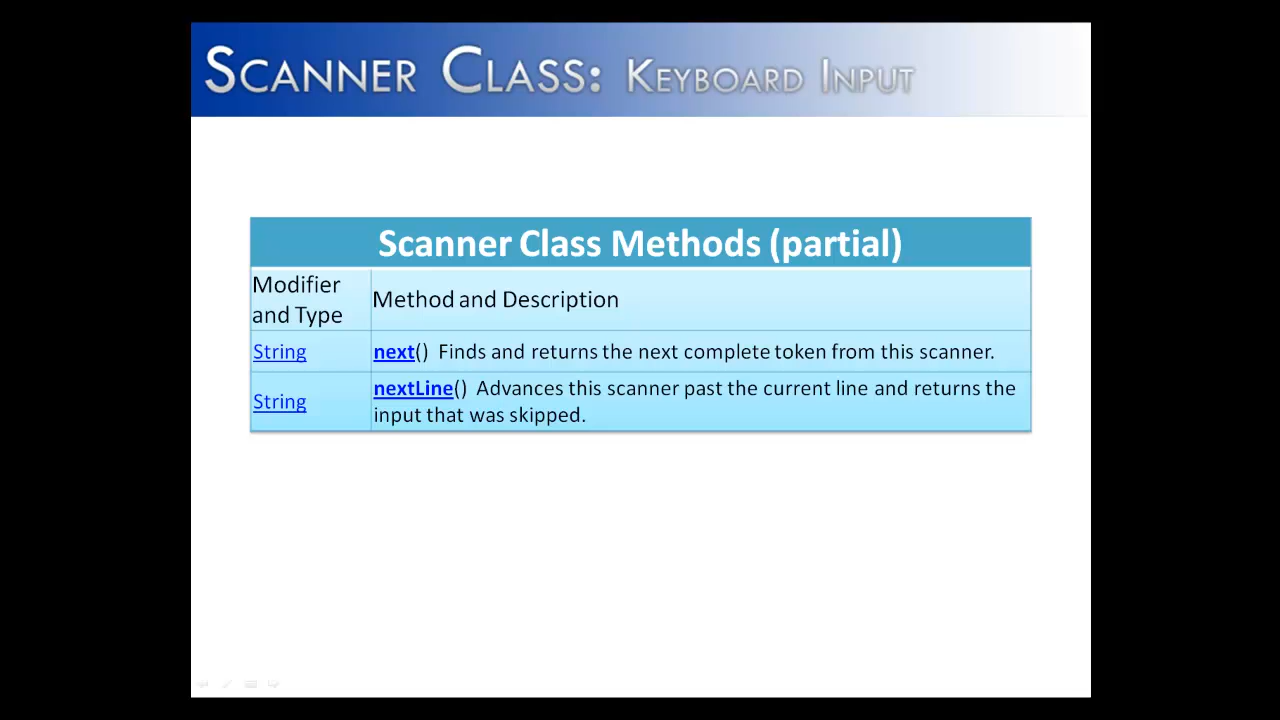 SCANNER CLASS: KEYBOARD INPUT
Scanner Class Methods (partial)
Modifier
and Type
Method and Description
String
next() Finds and returns the next complete token from this scanner.
String
nextLine() Advances this scanner past the current line and returns the
input that was skipped.